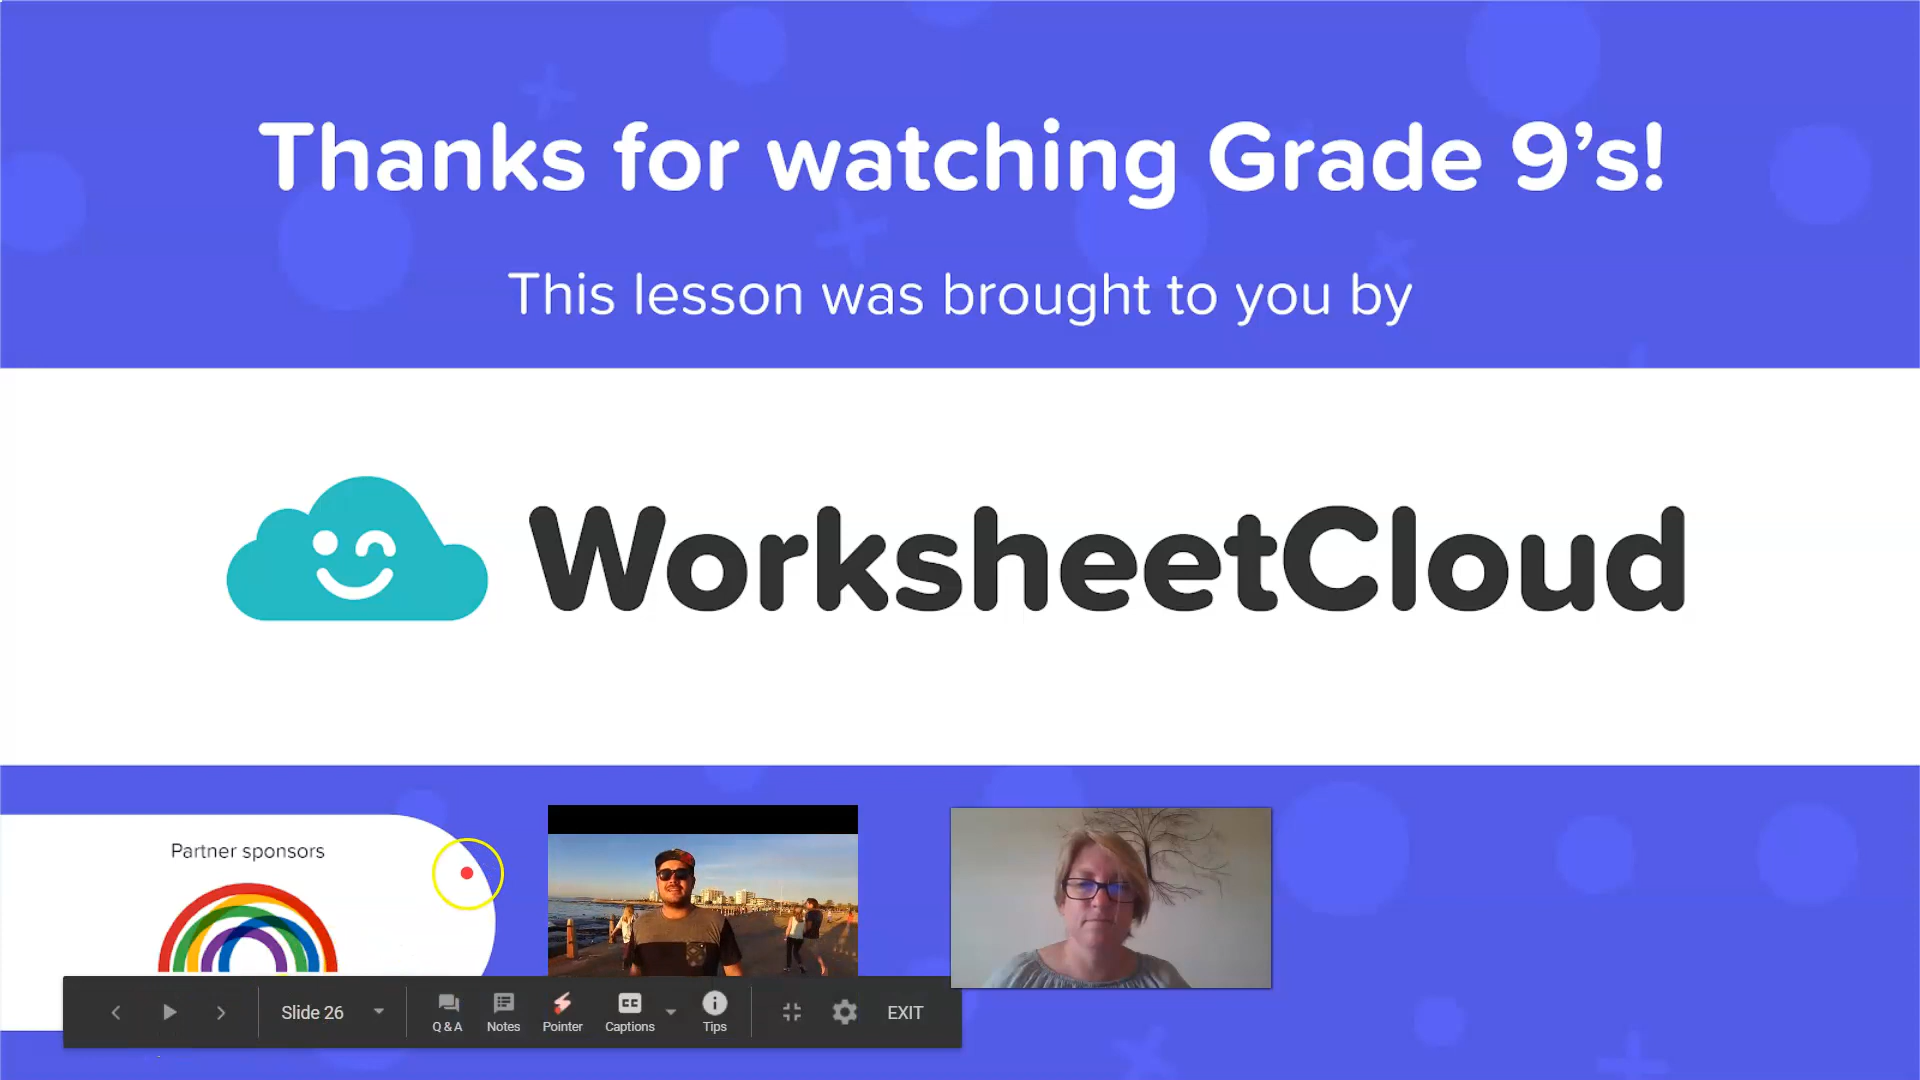 Thanks for watching Grade 9’s!
This lesson was brought to you by
WorksheetCloud
Partner sponsors
Slide 26
Q & A
Notes
Pointer
CC
Captions
Tips
EXIT